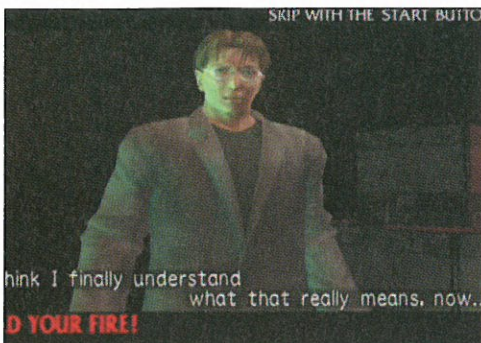 SKIP WITH THE START BUTTO
hink I finally understand
what that really means, now..
D YOUR FIRE!